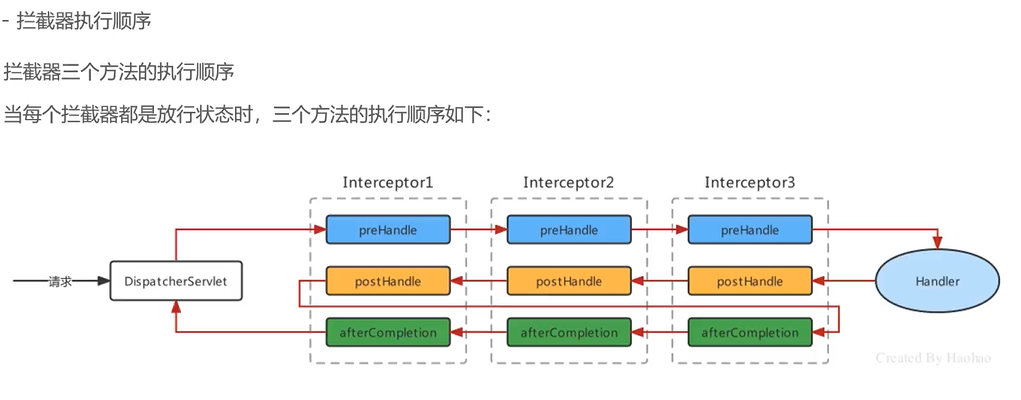 - 拦截器执行顺序
拦截器三个方法的执行顺序
当每个拦截器都是放行状态时，三个方法的执行顺序如下：
Interceptor1 Interceptor2 Interceptor3
preHandle preHandle preHandle
请求 DispatcherServlet postHandle postHandle postHandle Handler
afterCompletion afterCompletion afterCompletion
Created By Haohao